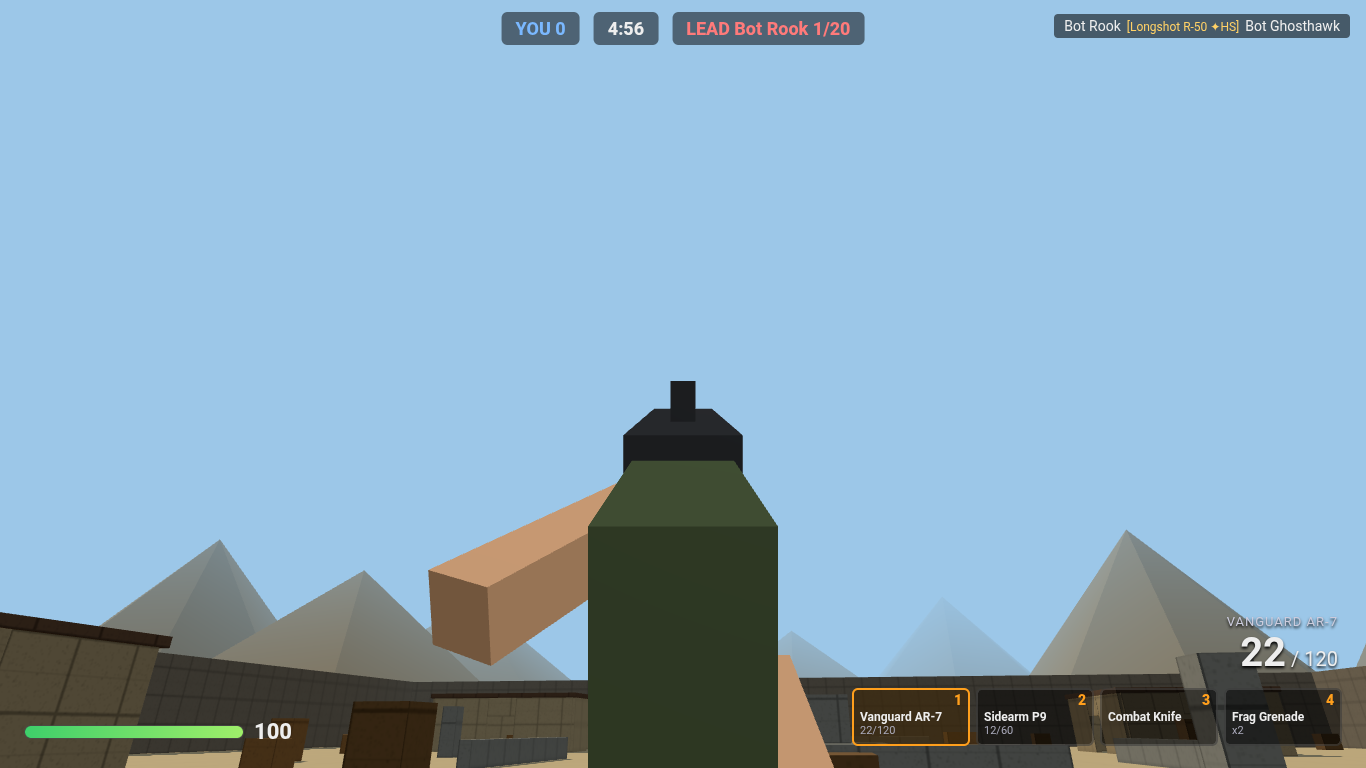 YOU 0
4:56
LEAD Bot Rook 1/20
Bot Rook [Longshot R-50 ✦HS] Bot Ghosthawk
VANGUARD AR-7
22 / 120
100
1
Vanguard AR-7
22/120
2
Sidearm P9
12/60
3
Combat Knife
4
Frag Grenade
x2